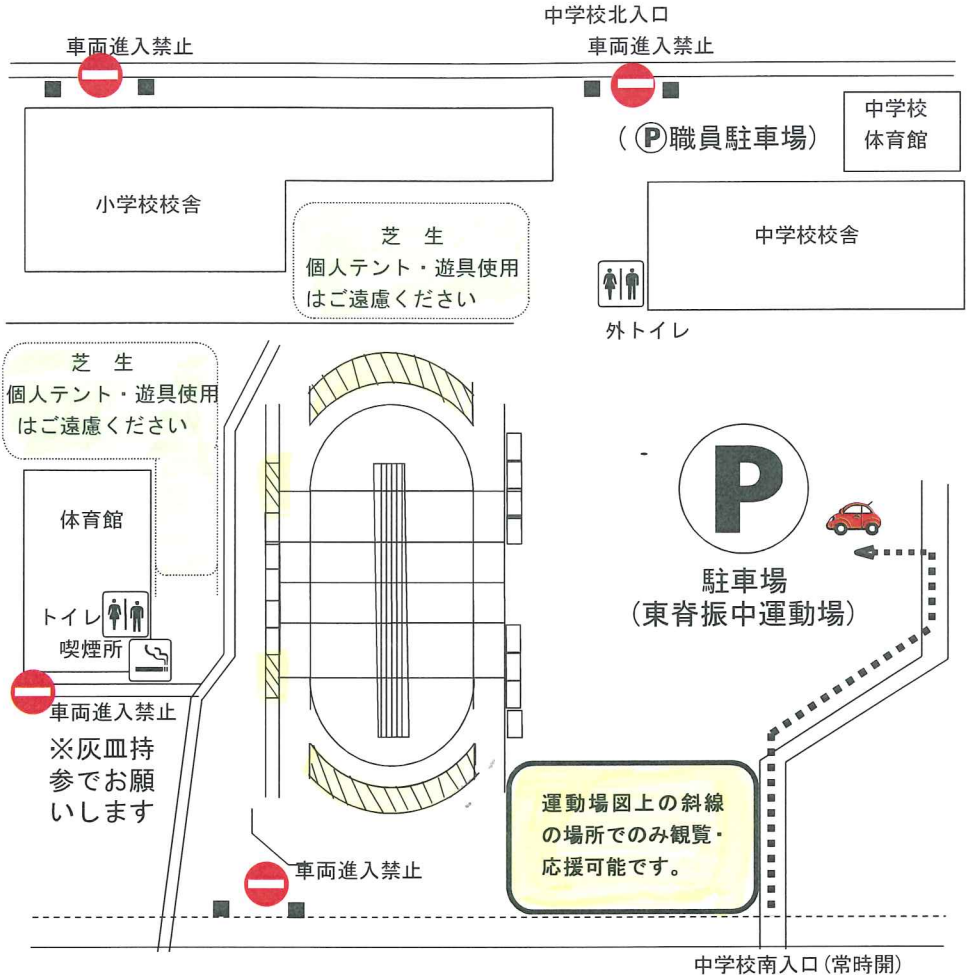 中学校北入口
車両進入禁止
車両進入禁止
(Ⓟ職員駐車場)
中学校
体育館
小学校校舎
中学校校舎
芝 生
個人テント・遊具使用
はご遠慮ください
外トイレ
芝 生
個人テント・遊具使用
はご遠慮ください
体育館
P
駐車場
(東脊振中運動場)
トイレ
喫煙所
車両進入禁止
※灰皿持
参でお願
いします
運動場図上の斜線
の場所でのみ観覧・
応援可能です。
車両進入禁止
中学校南入口(常時開)